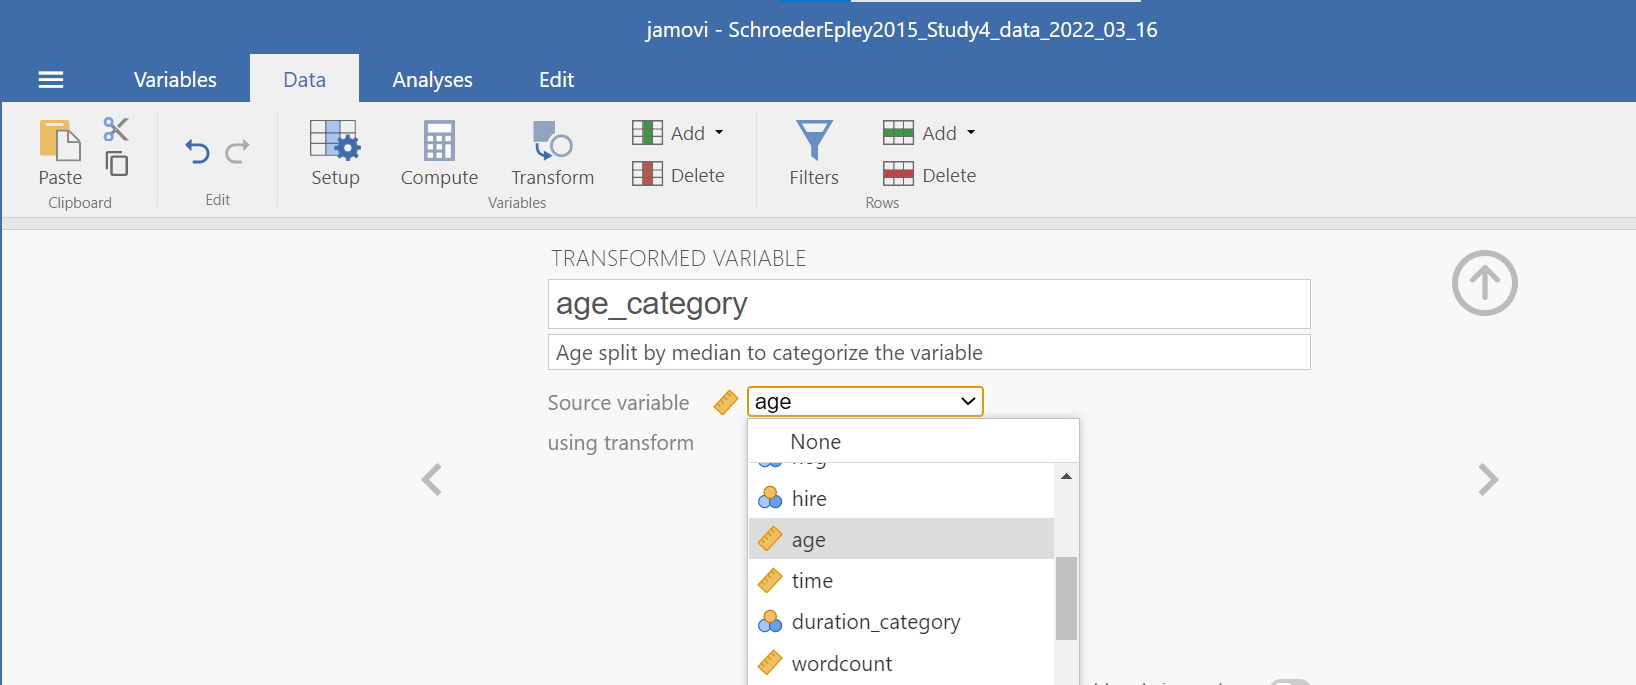 jamovi - SchroederEpley2015_Study4_data_2022_03_16
Variables Data Analyses Edit
Add Add
Paste Setup Compute Transform Delete Filters Delete
Clipboard Edit Variables Rows
TRANSFORMED VARIABLE
age_category
Age split by median to categorize the variable
Source variable age
using transform None
hire
age
time
duration_category
wordcount